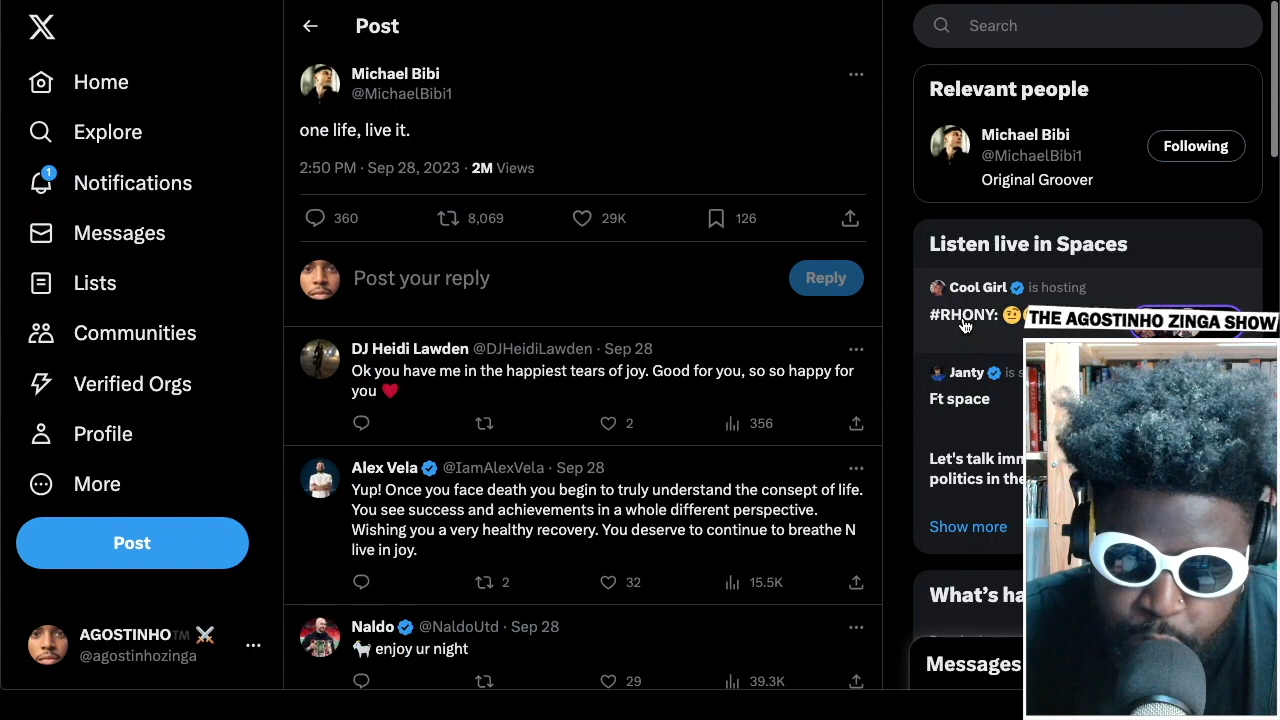 Home
Explore
1
Notifications
Messages
Lists
Communities
Verified Orgs
Profile
More
Post
AGOSTINHO™ ⚔️
@agostinhozinga
Post
Michael Bibi
@MichaelBibi1
one life, live it.
2:50 PM · Sep 28, 2023 · 2M Views
360 8,069 29K 126
Post your reply
Reply
DJ Heidi Lawden @DJHeidiLawden · Sep 28
Ok you have me in the happiest tears of joy. Good for you, so so happy for
you ♥️
2 356
Alex Vela @IamAlexVela · Sep 28
Yup! Once you face death you begin to truly understand the consept of life.
You see success and achievements in a whole different perspective.
Wishing you a very healthy recovery. You deserve to continue to breathe N
live in joy.
2 32 15.5K
Naldo @NaldoUtd · Sep 28
🐐 enjoy ur night
29 39.3K
Search
Relevant people
Michael Bibi
@MichaelBibi1
Following
Original Groover
Listen live in Spaces
Cool Girl is hosting
#RHONY: 🤨
THE AGOSTINHO ZINGA SHOW
Janty is s
Ft space
Let's talk imm
politics in the
Show more
What's ha
Messages